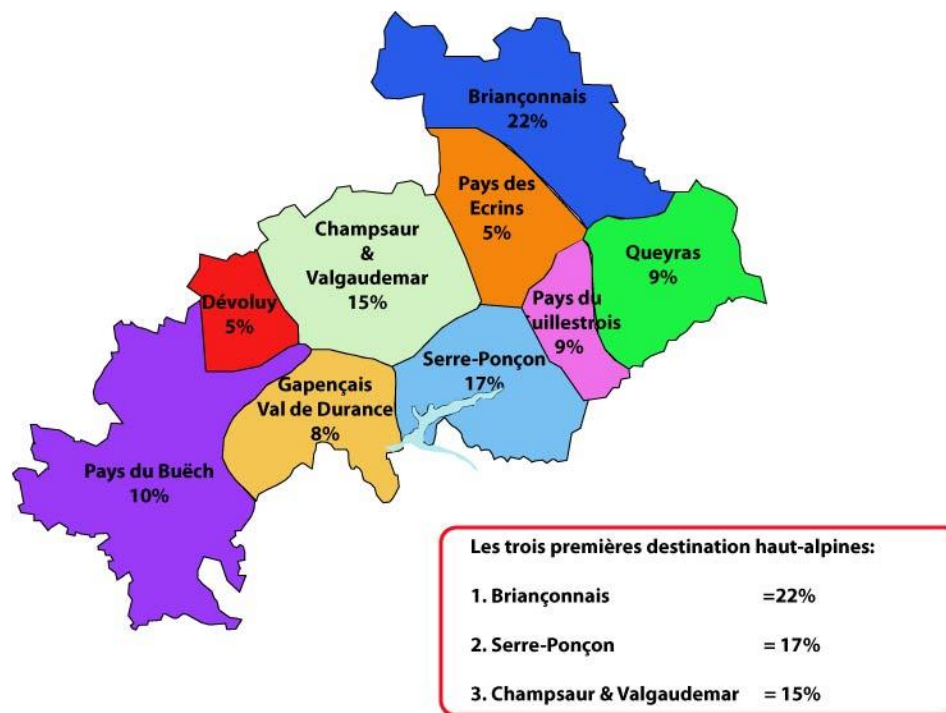 Briançonnais
22%
Pays des
Ecrins
5%
Champsaur
&
Valgaudemar
15%
Queyras
9%
Dévoluy
5%
Pays du
uillestrois
9%
Serre-Ponçon
17%
Gapençais
Val de Durance
8%
Pays du Buëch
10%
Les trois premières destination haut-alpines:
1. Briançonnais =22%
2. Serre-Ponçon = 17%
3. Champsaur & Valgaudemar = 15%